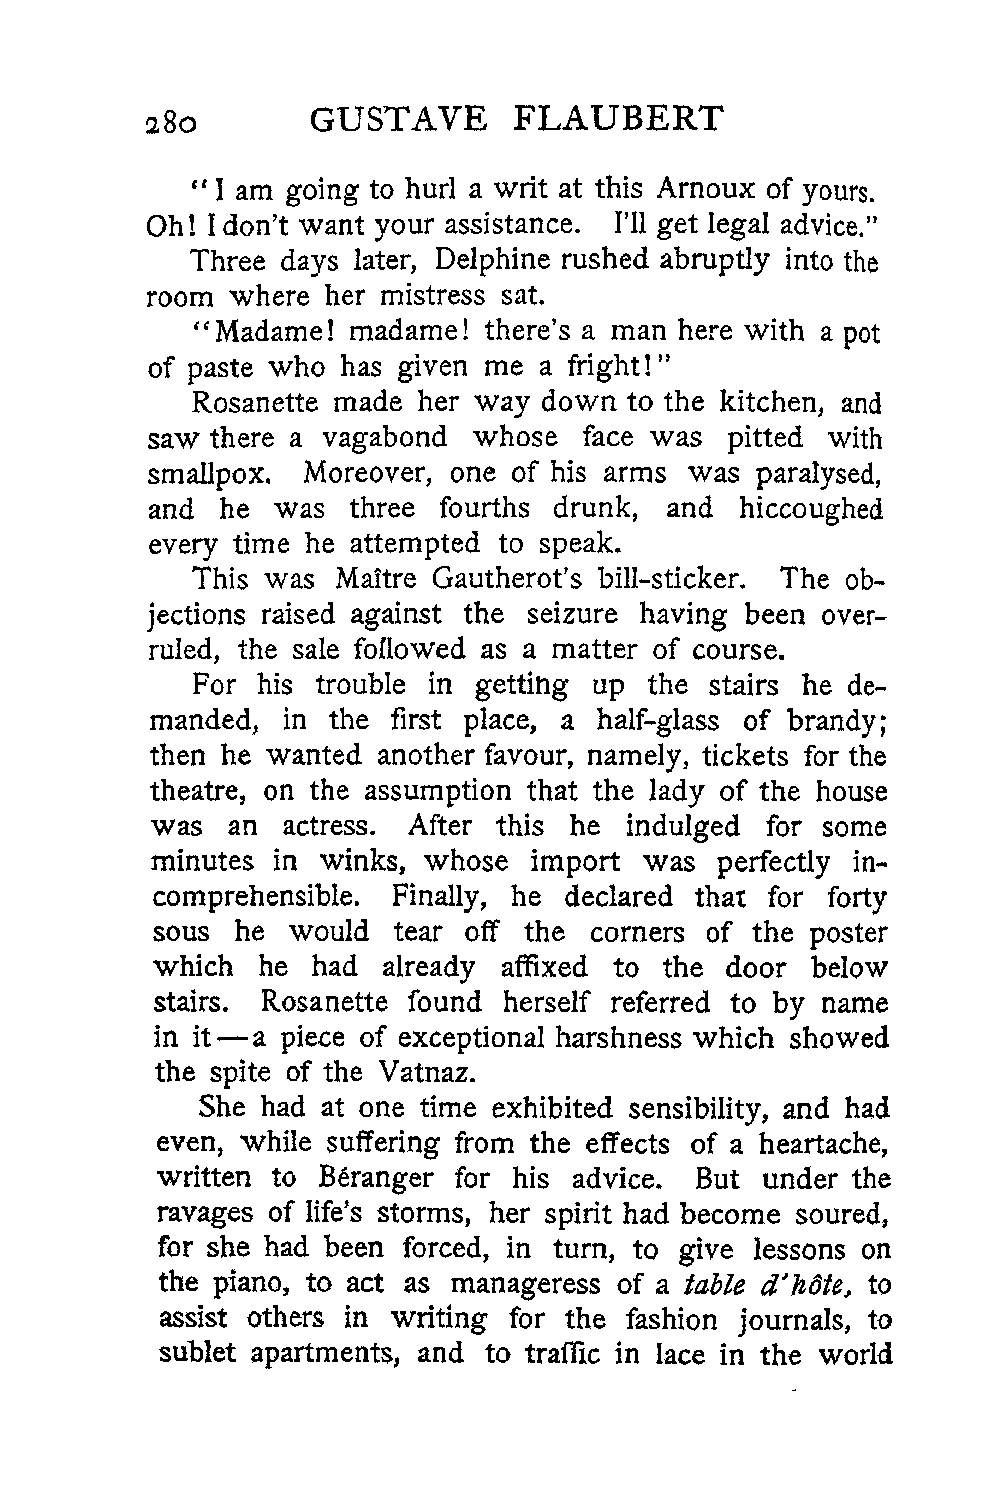 280 GUSTAVE FLAUBERT
"I am going to hurl a writ at this Arnoux of yours.
Oh! I don't want your assistance. I'll get legal advice."
Three days later, Delphine rushed abruptly into the
room where her mistress sat.
"Madame! madame! there's a man here with a pot
of paste who has given me a fright!"
Rosanette made her way down to the kitchen, and
saw there a vagabond whose face was pitted with
smallpox. Moreover, one of his arms was paralysed,
and he was three fourths drunk, and hiccoughed
every time he attempted to speak.
This was Maître Gautherot's bill-sticker. The ob-
jections raised against the seizure having been over-
ruled, the sale followed as a matter of course.
For his trouble in getting up the stairs he de-
manded, in the first place, a half-glass of brandy;
then he wanted another favour, namely, tickets for the
theatre, on the assumption that the lady of the house
was an actress. After this he indulged for some
minutes in winks, whose import was perfectly in-
comprehensible. Finally, he declared that for forty
sous he would tear off the corners of the poster
which he had already affixed to the door below
stairs. Rosanette found herself referred to by name
in it—a piece of exceptional harshness which showed
the spite of the Vatnaz.
She had at one time exhibited sensibility, and had
even, while suffering from the effects of a heartache,
written to Béranger for his advice. But under the
ravages of life's storms, her spirit had become soured,
for she had been forced, in turn, to give lessons on
the piano, to act as manageress of a table d'hôte, to
assist others in writing for the fashion journals, to
sublet apartments, and to traffic in lace in the world